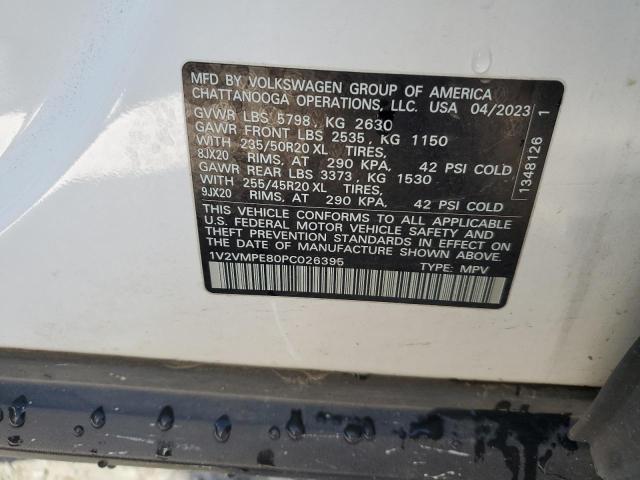 MFD BY VOLKSWAGEN GROUP OF AMERICA
CHATTANOOGA OPERATIONS, LLC. USA 04/2023
GVWR LBS 5798, KG 2630
GAWR FRONT LBS 2535, KG 1150
WITH 235/50R20 XL TIRES,
8JX20 RIMS, AT 290 KPA, 42 PSI COLD
GAWR REAR LBS 3373, KG 1530
WITH 255/45R20 XL TIRES,
9JX20 RIMS, AT 290 KPA, 42 PSI COLD
THIS VEHICLE CONFORMS TO ALL APPLICABLE
U.S. FEDERAL MOTOR VEHICLE SAFETY AND
THEFT PREVENTION STANDARDS IN EFFECT ON
THE DATE OF MANUFACTURE SHOWN ABOVE.
1V2VMPE80PC026395 TYPE: MPV
1348126 1